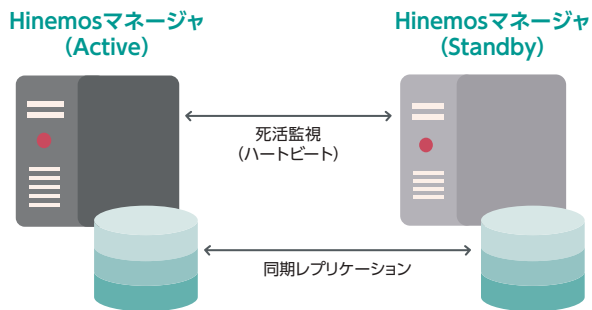 Hinemosマネージャ
（Active）
Hinemosマネージャ
（Standby）
死活監視
（ハートビート）
同期レプリケーション